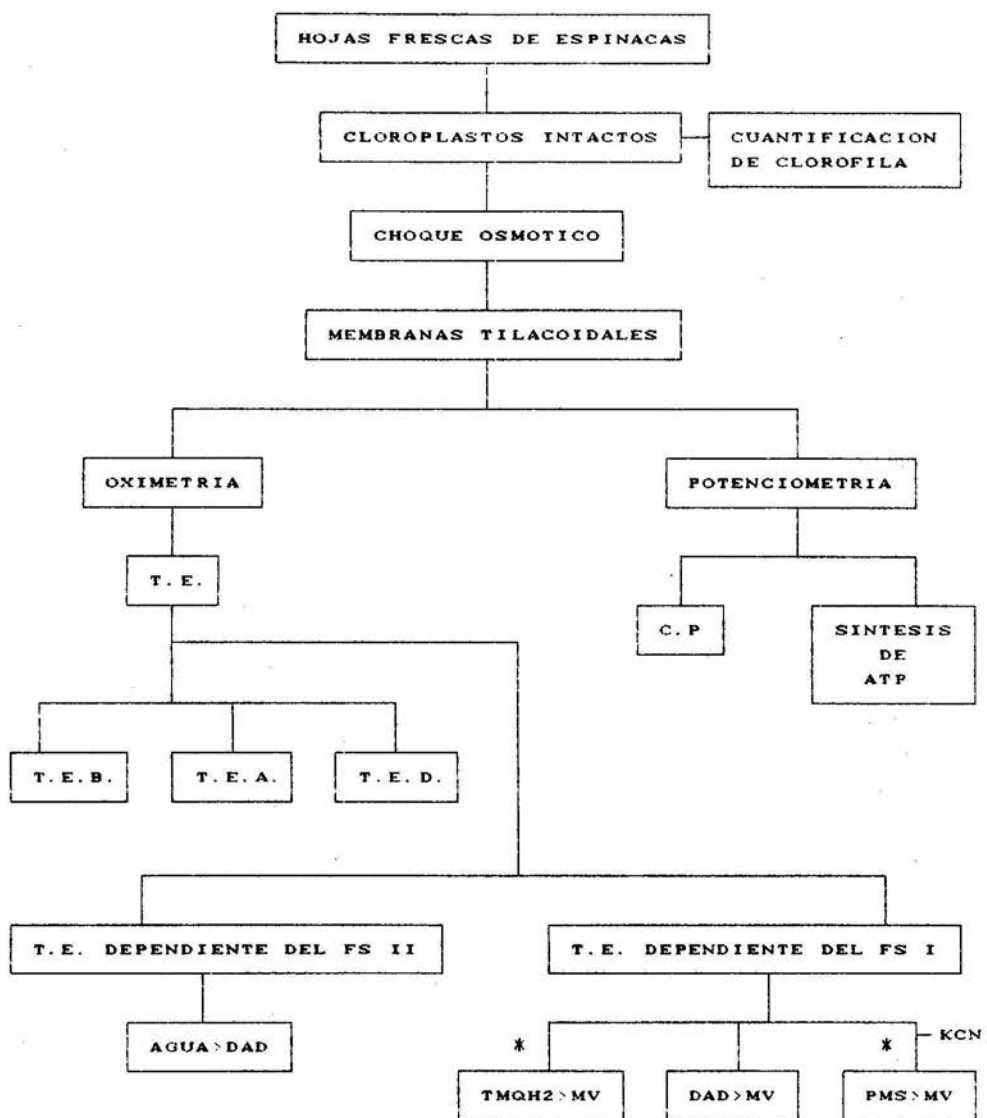 HOJAS FRESCAS DE ESPINACAS
CLOROPLASTOS INTACTOS
CUANTIFICACION
DE CLOROFILA
CHOQUE OSMOTICO
MEMBRANAS TILACOIDALES
OXIMETRIA
POTENCIOMETRIA
T.E.
C.P
SINTESIS
DE
ATP
T.E.B.
T.E.A.
T.E.D.
T.E. DEPENDIENTE DEL FS II
T.E. DEPENDIENTE DEL FS I
AGUA>DAD
*
*
KCN
TMQH2>MV
DAD>MV
PMS>MV